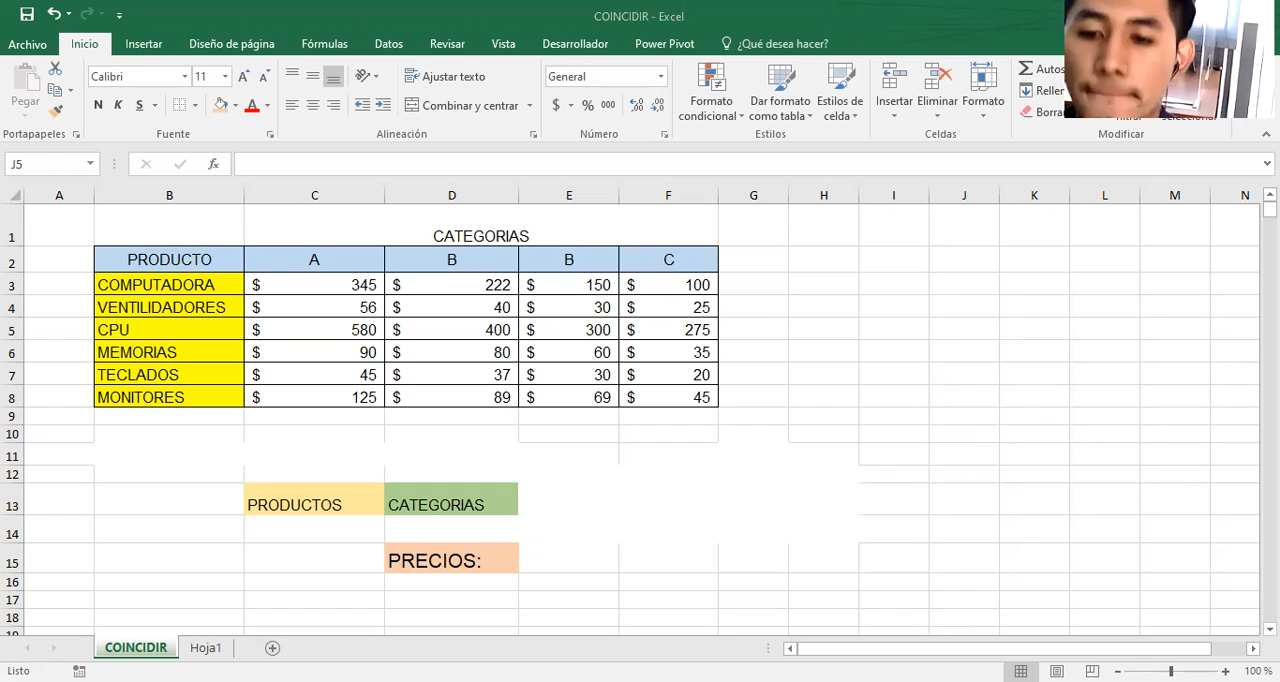 COINCIDIR - Excel
Archivo Inicio Insertar Diseño de página Fórmulas Datos Revisar Vista Desarrollador Power Pivot ¿Qué desea hacer?
Calibri 11 Ajustar texto General Autos
Pegar N K S Combinar y centrar $ % 000 Formato condicional Dar formato como tabla Estilos de celda Insertar Eliminar Formato Rellen
Borra
Portapapeles Fuente Alineación Número Estilos Celdas Modificar
J5 fx
A B C D E F G H I J K L M N
1 CATEGORIAS
2 PRODUCTO A B B C
3 COMPUTADORA $ 345 $ 222 $ 150 $ 100
4 VENTILIDADORES $ 56 $ 40 $ 30 $ 25
5 CPU $ 580 $ 400 $ 300 $ 275
6 MEMORIAS $ 90 $ 80 $ 60 $ 35
7 TECLADOS $ 45 $ 37 $ 30 $ 20
8 MONITORES $ 125 $ 89 $ 69 $ 45
9
10
11
12
13 PRODUCTOS CATEGORIAS
14
15 PRECIOS:
16
17
18
COINCIDIR Hoja1
Listo 100 %